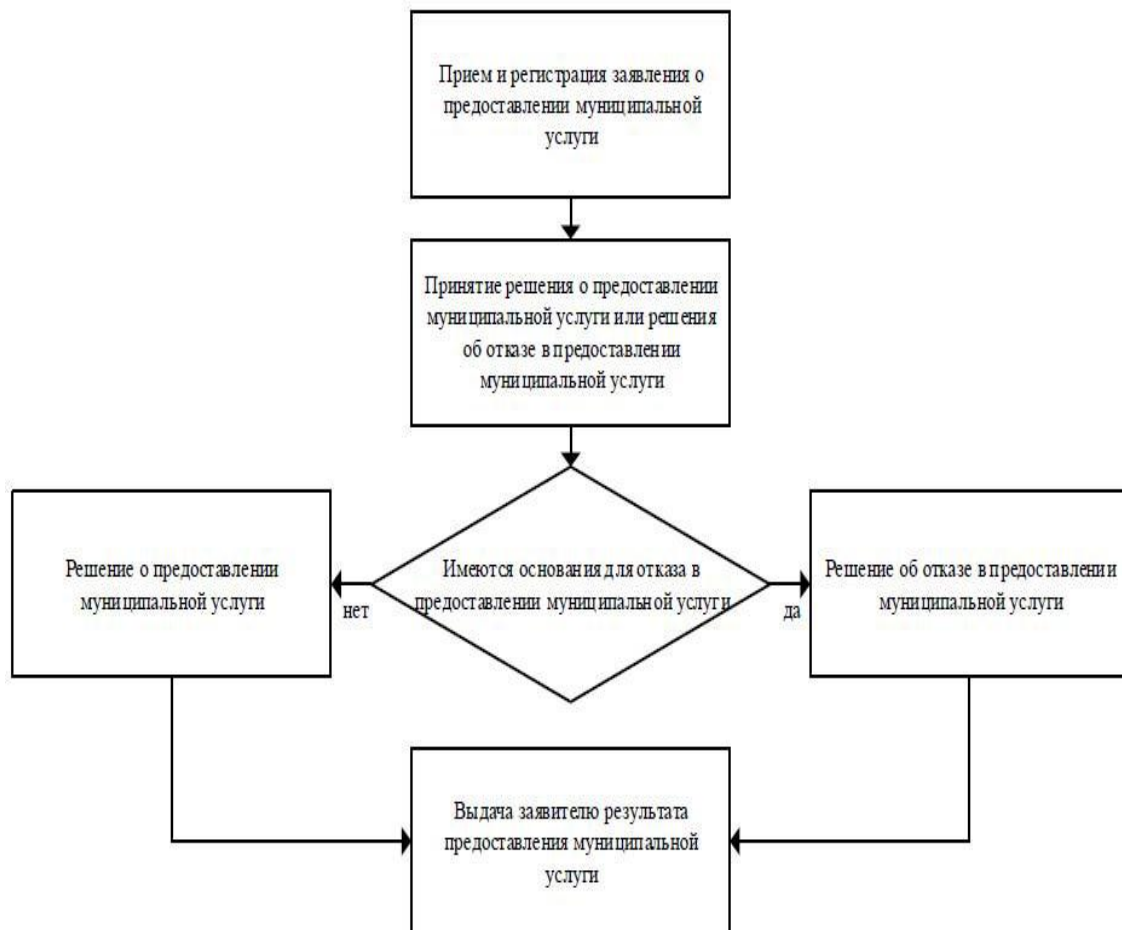 Прием и регистрация заявления о
предоставлении муниципальной
услуги
Принятие решения о предоставлении
муниципальной услуги или решения
об отказе в предоставлении
муниципальной услуги
Решение о предоставлении
муниципальной услуги
Имеются основания для отказа в
предоставлении муниципальной услуги
Решение об отказе в предоставлении
муниципальной услуги
нет
да
Выдача заявителю результата
предоставления муниципальной
услуги